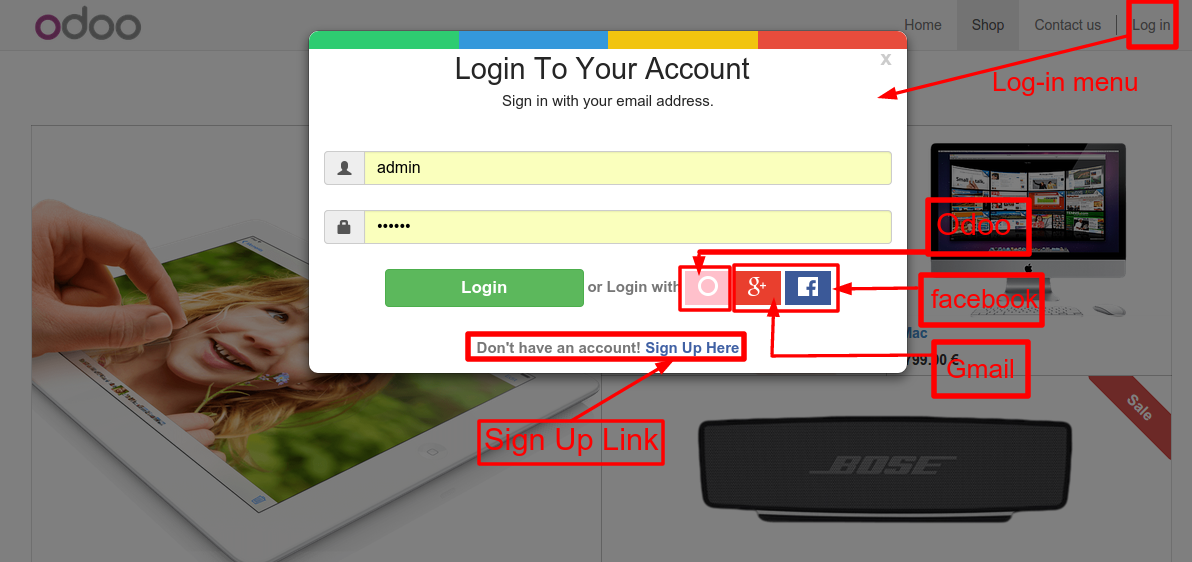 odoo
Home Shop Contact us Log in
Log-in menu
x
Login To Your Account
Sign in with your email address.
admin
••••••
Login or Login with g+ f
Odoo
facebook
Gmail
Don't have an account! Sign Up Here
Sign Up Link
Mac
799.00 €
Sale
BOSE